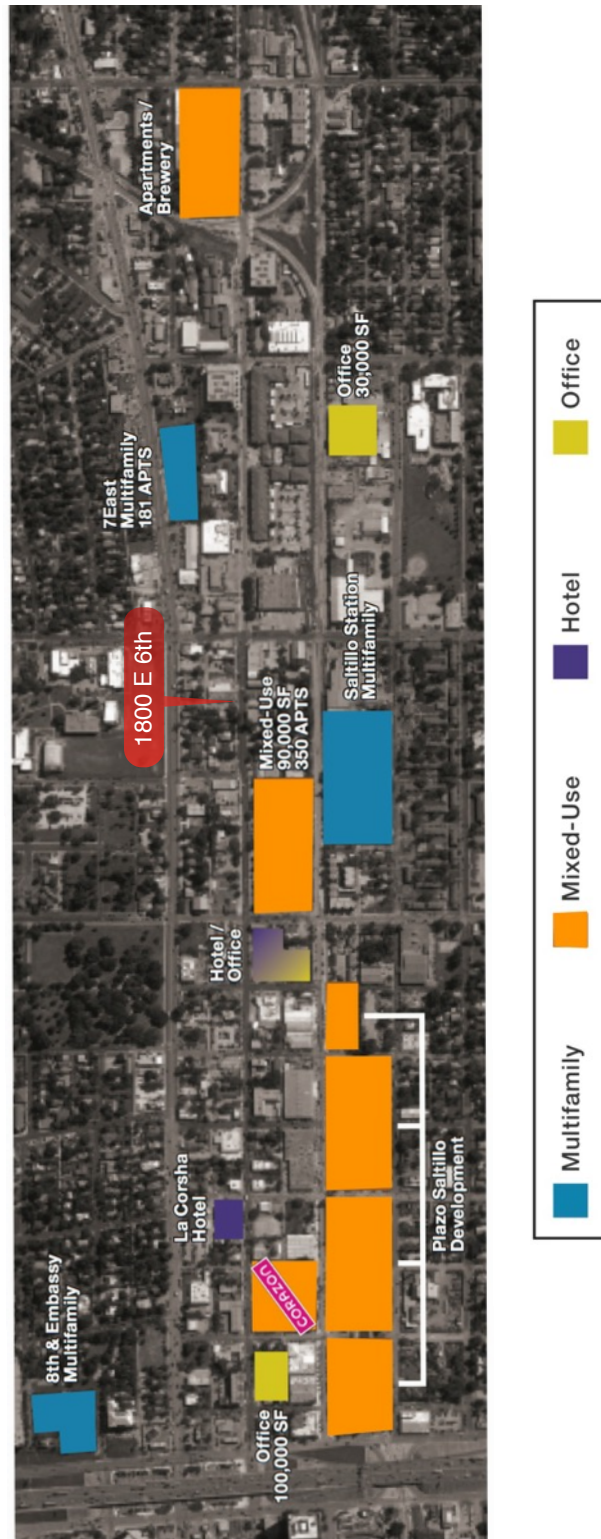 8th & Embassy
Multifamily
Office
100,000 SF
CORAZON
La Corsha
Hotel
Plazo Saltillo
Development
Hotel /
Office
Mixed-Use
90,000 SF
350 APTS
Saltillo Station
Multifamily
1800 E 6th
7East
Multifamily
181 APTS
Office
30,000 SF
Apartments /
Brewery
Multifamily
Mixed-Use
Hotel
Office